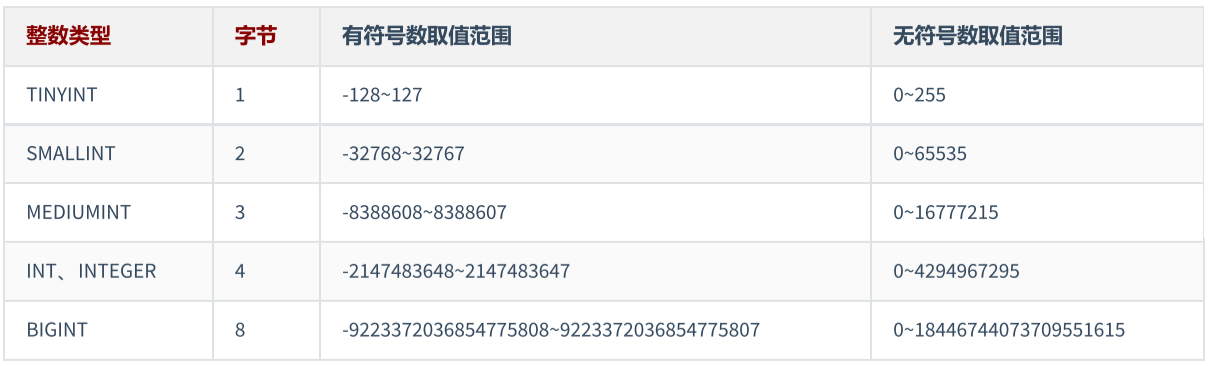 整数类型 字节 有符号数取值范围 无符号数取值范围
TINYINT 1 -128~127 0~255
SMALLINT 2 -32768~32767 0~65535
MEDIUMINT 3 -8388608~8388607 0~16777215
INT、INTEGER 4 -2147483648~2147483647 0~4294967295
BIGINT 8 -9223372036854775808~9223372036854775807 0~18446744073709551615